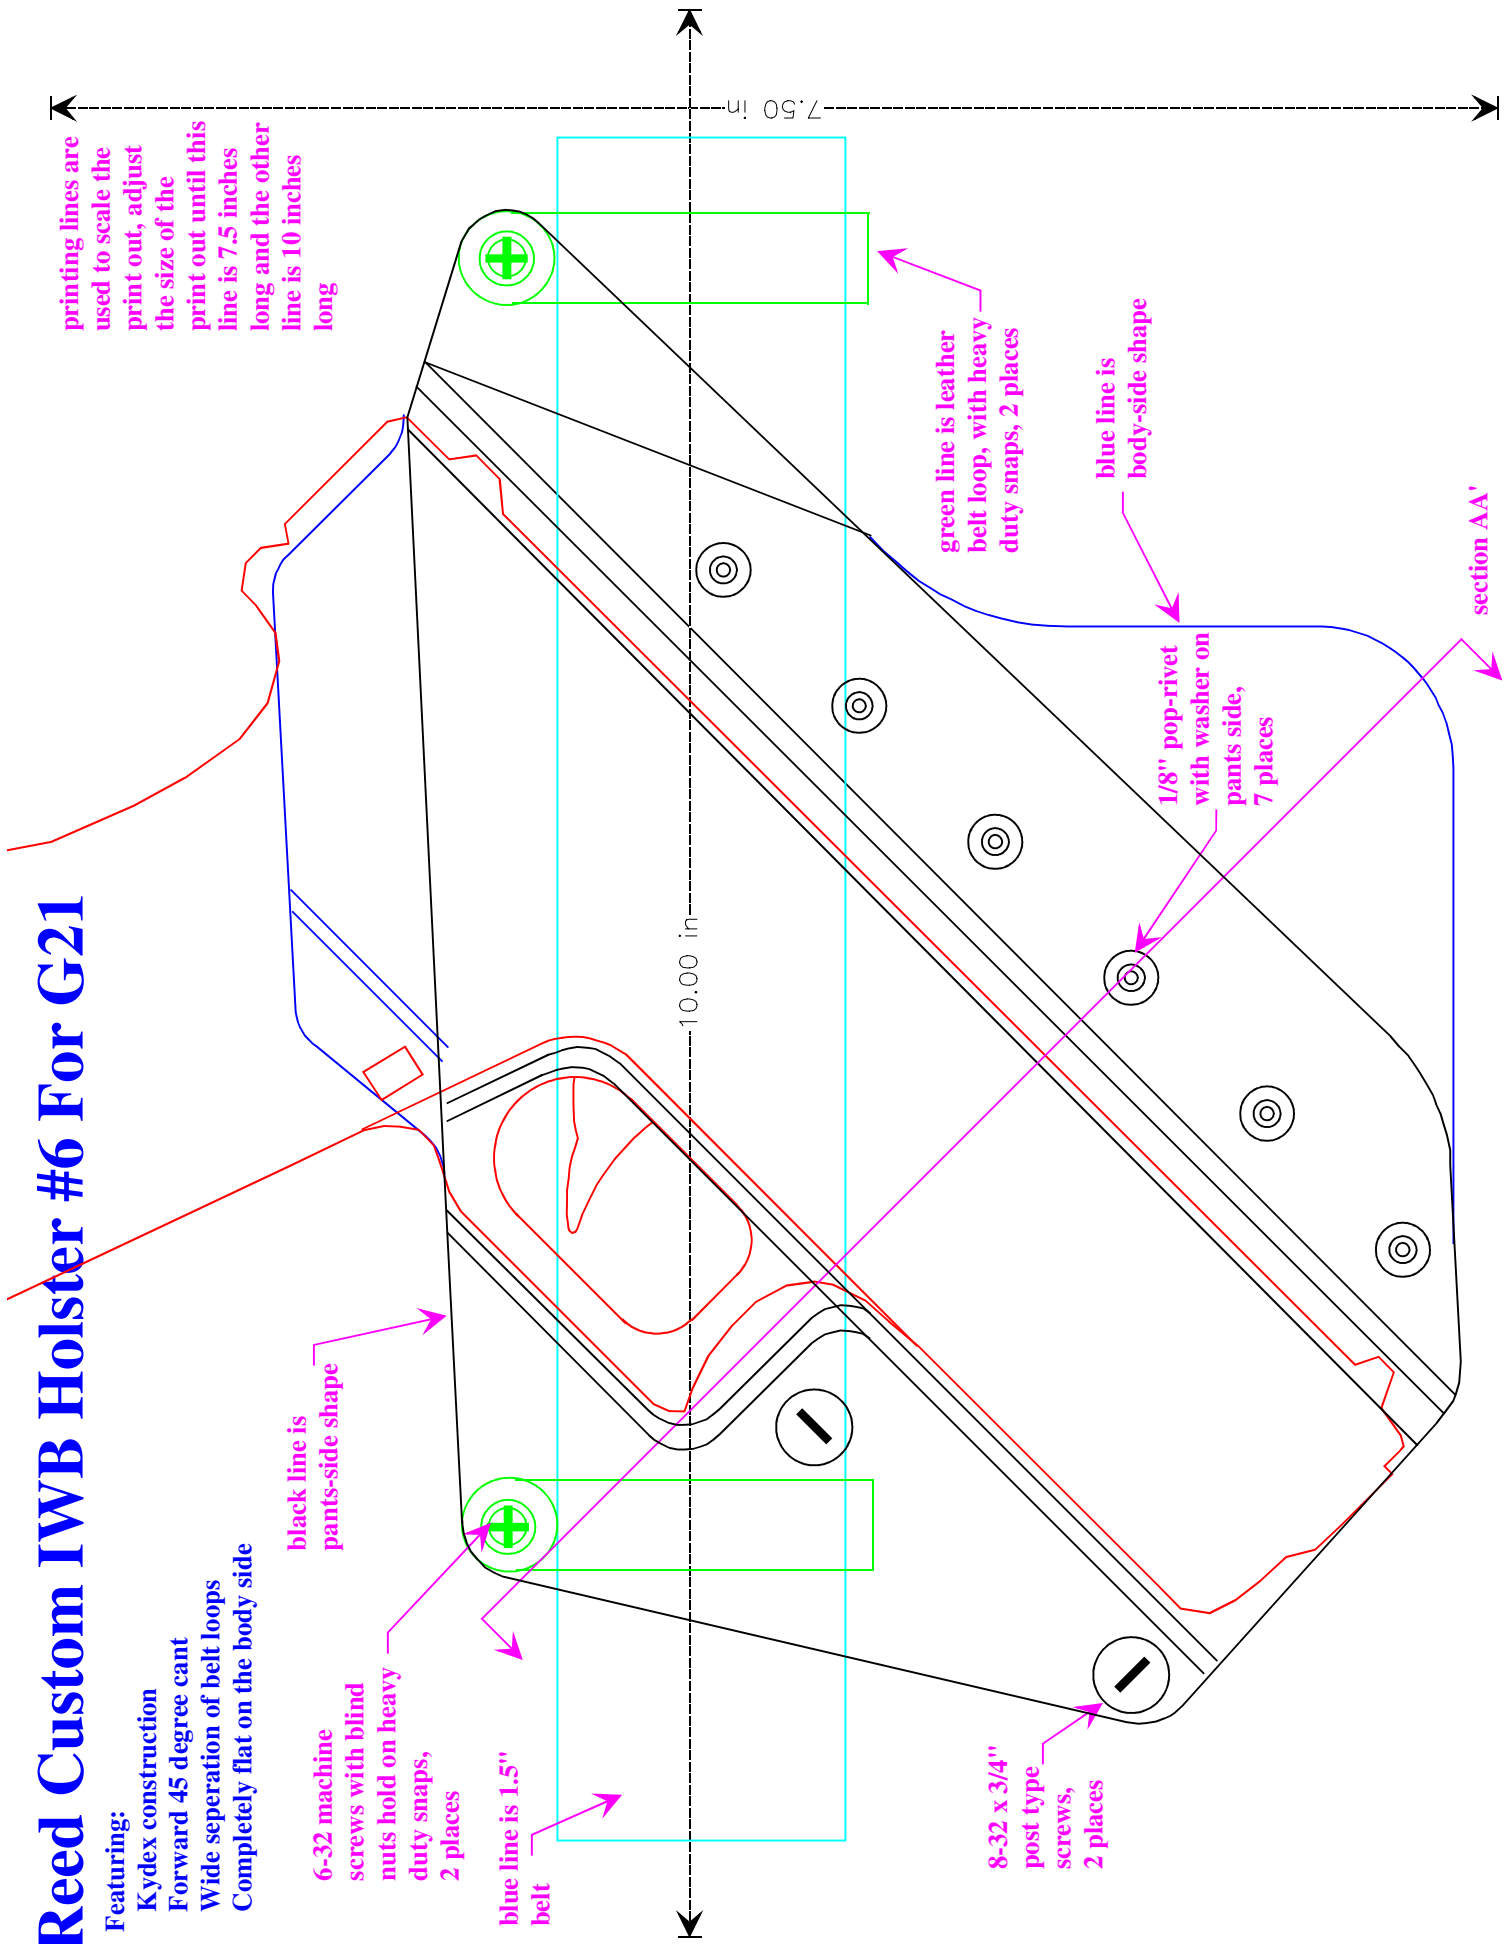 Reed Custom IWB Holster #6 For G21
Featuring:
Kydex construction
Forward 45 degree cant
Wide seperation of belt loops
Completely flat on the body side
printing lines are
used to scale the
print out, adjust
the size of the
print out until this
line is 7.5 inches
long and the other
line is 10 inches
long
7.50 in
10.00 in
black line is
pants-side shape
6-32 machine
screws with blind
nuts hold on heavy
duty snaps,
2 places
blue line is 1.5"
belt
green line is leather
belt loop, with heavy
duty snaps, 2 places
blue line is
body-side shape
1/8" pop-rivet
with washer on
pants side,
7 places
8-32 x 3/4"
post type
screws,
2 places
section AA'